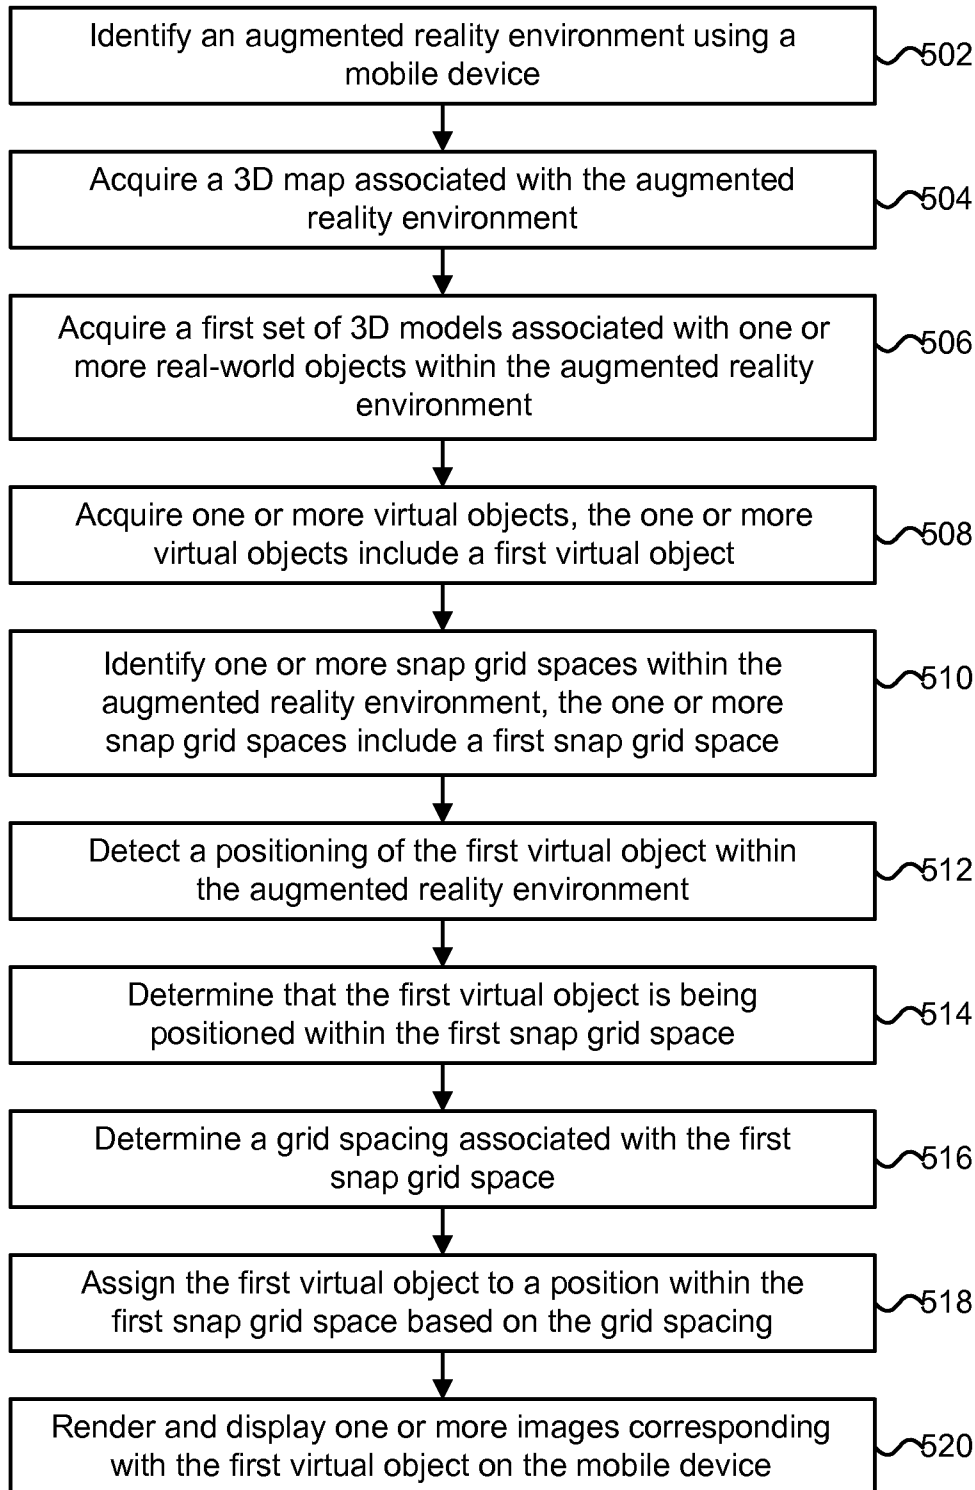 Identify an augmented reality environment using a
mobile device
502
Acquire a 3D map associated with the augmented
reality environment
504
Acquire a first set of 3D models associated with one or
more real-world objects within the augmented reality
environment
506
Acquire one or more virtual objects, the one or more
virtual objects include a first virtual object
508
Identify one or more snap grid spaces within the
augmented reality environment, the one or more
snap grid spaces include a first snap grid space
510
Detect a positioning of the first virtual object within
the augmented reality environment
512
Determine that the first virtual object is being
positioned within the first snap grid space
514
Determine a grid spacing associated with the first
snap grid space
516
Assign the first virtual object to a position within the
first snap grid space based on the grid spacing
518
Render and display one or more images corresponding
with the first virtual object on the mobile device
520